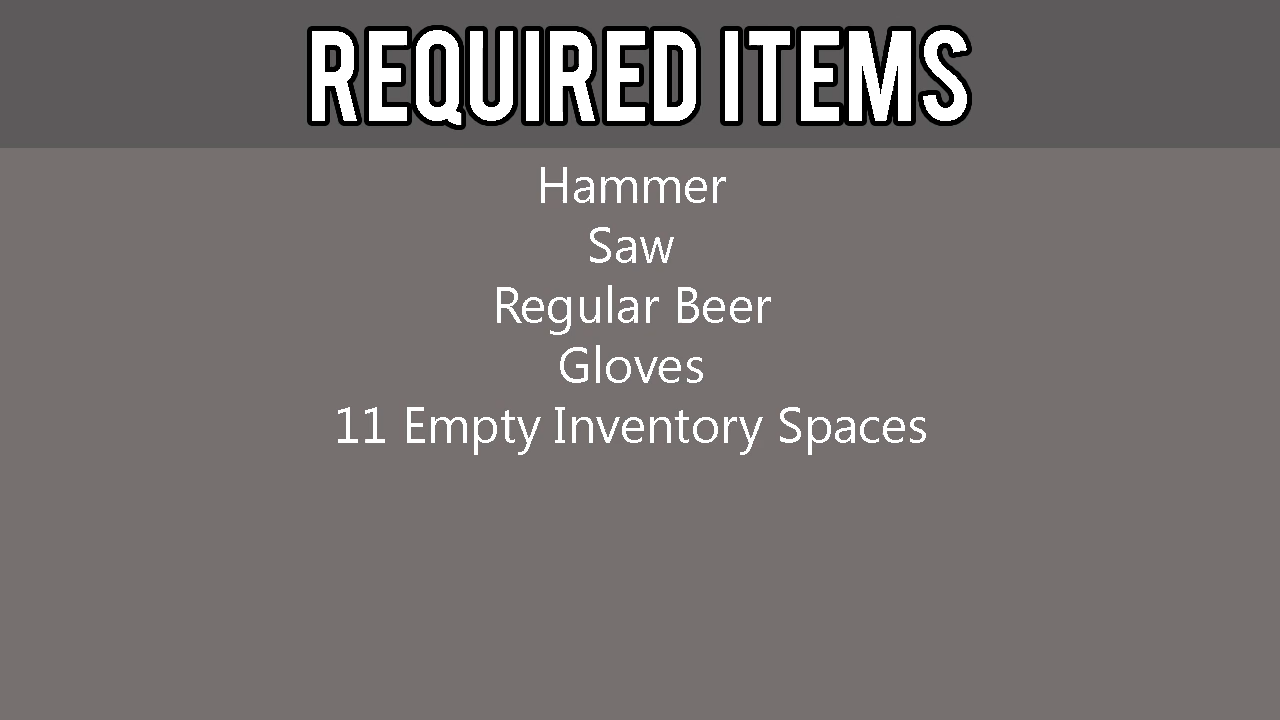 REQUIRED ITEMS
Hammer
Saw
Regular Beer
Gloves
11 Empty Inventory Spaces